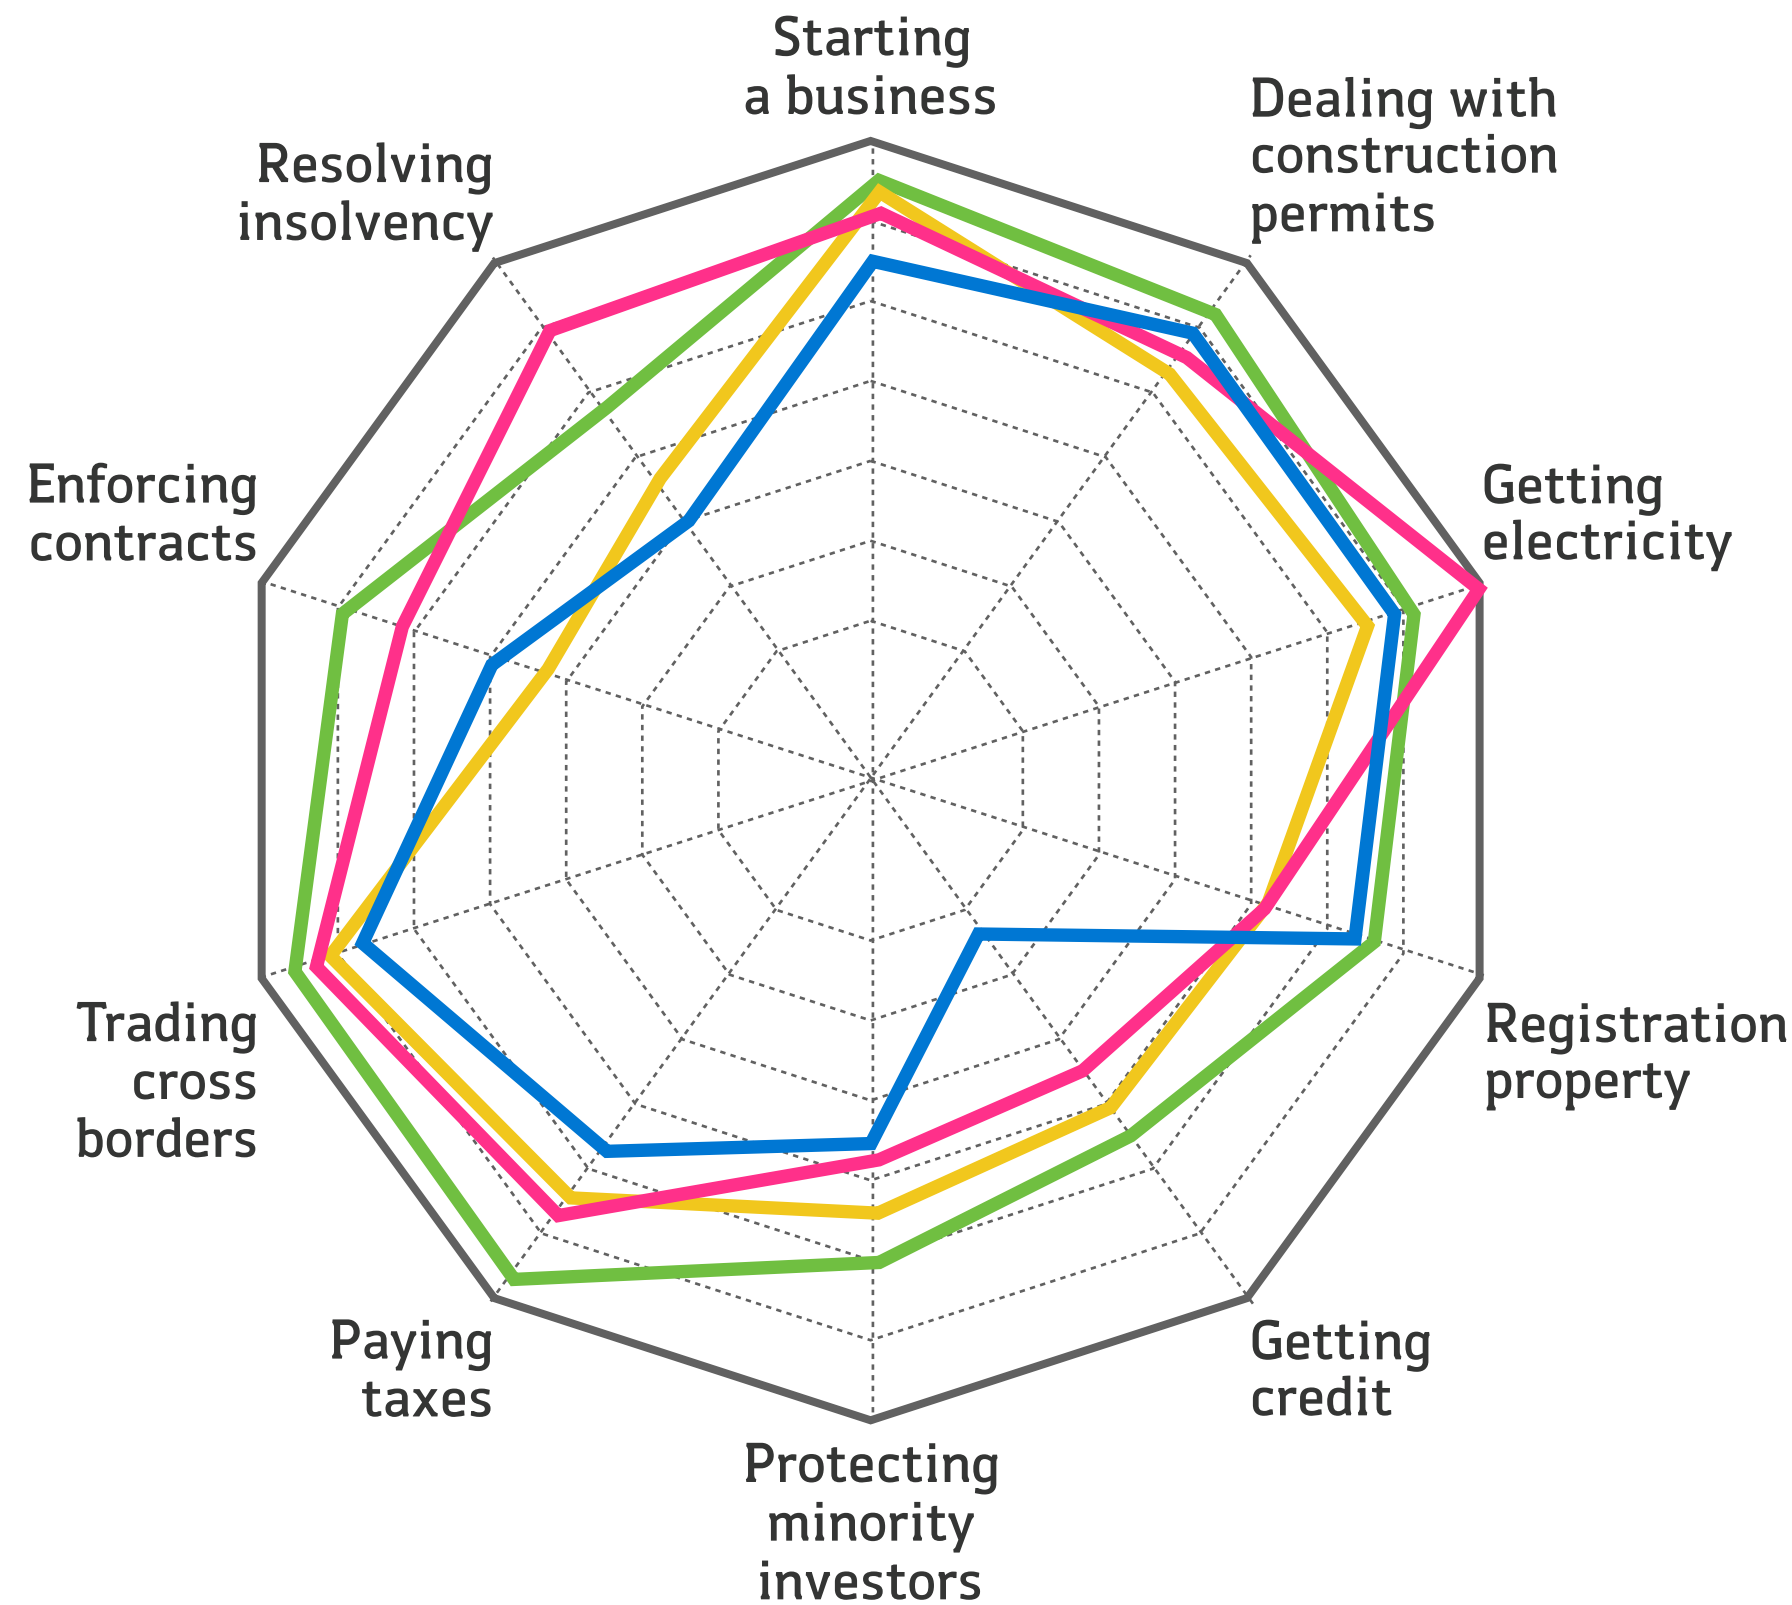 Starting
a business
Dealing with
construction
permits
Getting
electricity
Registration
property
Getting
credit
Protecting
minority
investors
Paying
taxes
Trading
cross
borders
Enforcing
contracts
Resolving
insolvency